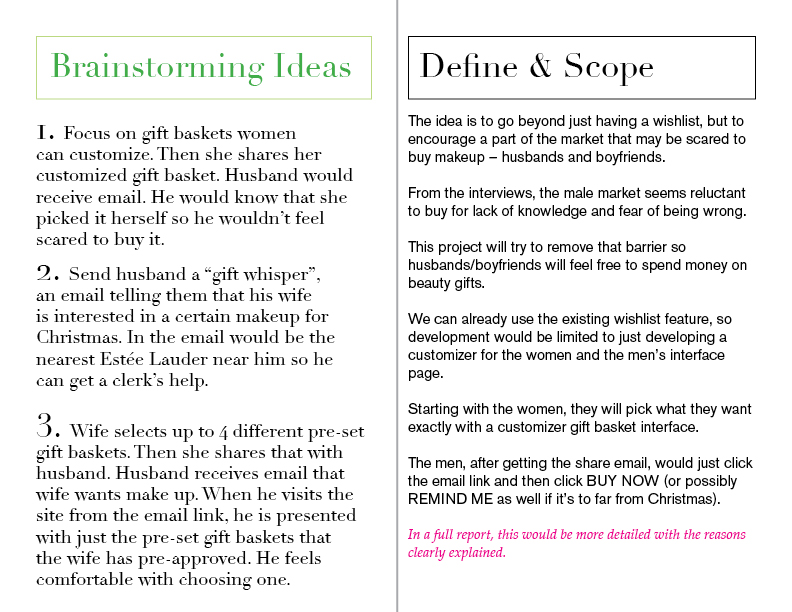 Brainstorming Ideas
1. Focus on gift baskets women
can customize. Then she shares her
customized gift basket. Husband would
receive email. He would know that she
picked it herself so he wouldn’t feel
scared to buy it.
2. Send husband a “gift whisper”,
an email telling them that his wife
is interested in a certain makeup for
Christmas. In the email would be the
nearest Estée Lauder near him so he
can get a clerk’s help.
3. Wife selects up to 4 different pre-set
gift baskets. Then she shares that with
husband. Husband receives email that
wife wants make up. When he visits the
site from the email link, he is presented
with just the pre-set gift baskets that
the wife has pre-approved. He feels
comfortable with choosing one.
Define & Scope
The idea is to go beyond just having a wishlist, but to
encourage a part of the market that may be scared to
buy makeup – husbands and boyfriends.
From the interviews, the male market seems reluctant
to buy for lack of knowledge and fear of being wrong.
This project will try to remove that barrier so
husbands/boyfriends will feel free to spend money on
beauty gifts.
We can already use the existing wishlist feature, so
development would be limited to just developing a
customizer for the women and the men’s interface
page.
Starting with the women, they will pick what they want
exactly with a customizer gift basket interface.
The men, after getting the share email, would just click
the email link and then click BUY NOW (or possibly
REMIND ME as well if it’s to far from Christmas).
In a full report, this would be more detailed with the reasons
clearly explained.